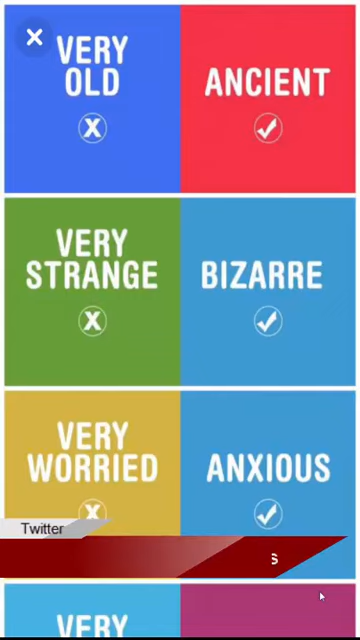 VERY
OLD
ANCIENT
VERY
STRANGE
BIZARRE
VERY
WORRIED
ANXIOUS
Twitter
S
VERY